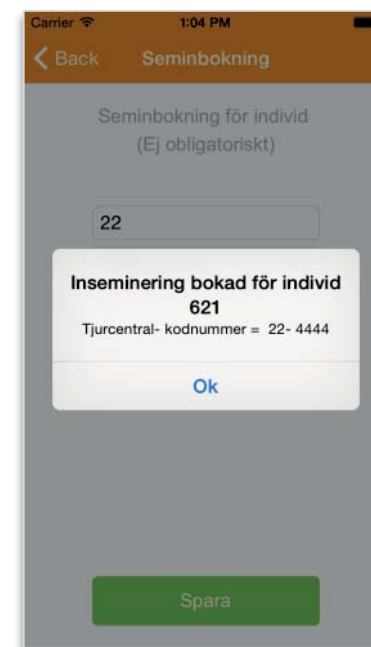 Carrier 1:04 PM
Back Seminbokning
Seminbokning för individ
(Ej obligatoriskt)
22
Inseminering bokad för individ
621
Tjurcentral- kodnummer = 22- 4444
Ok
Spara